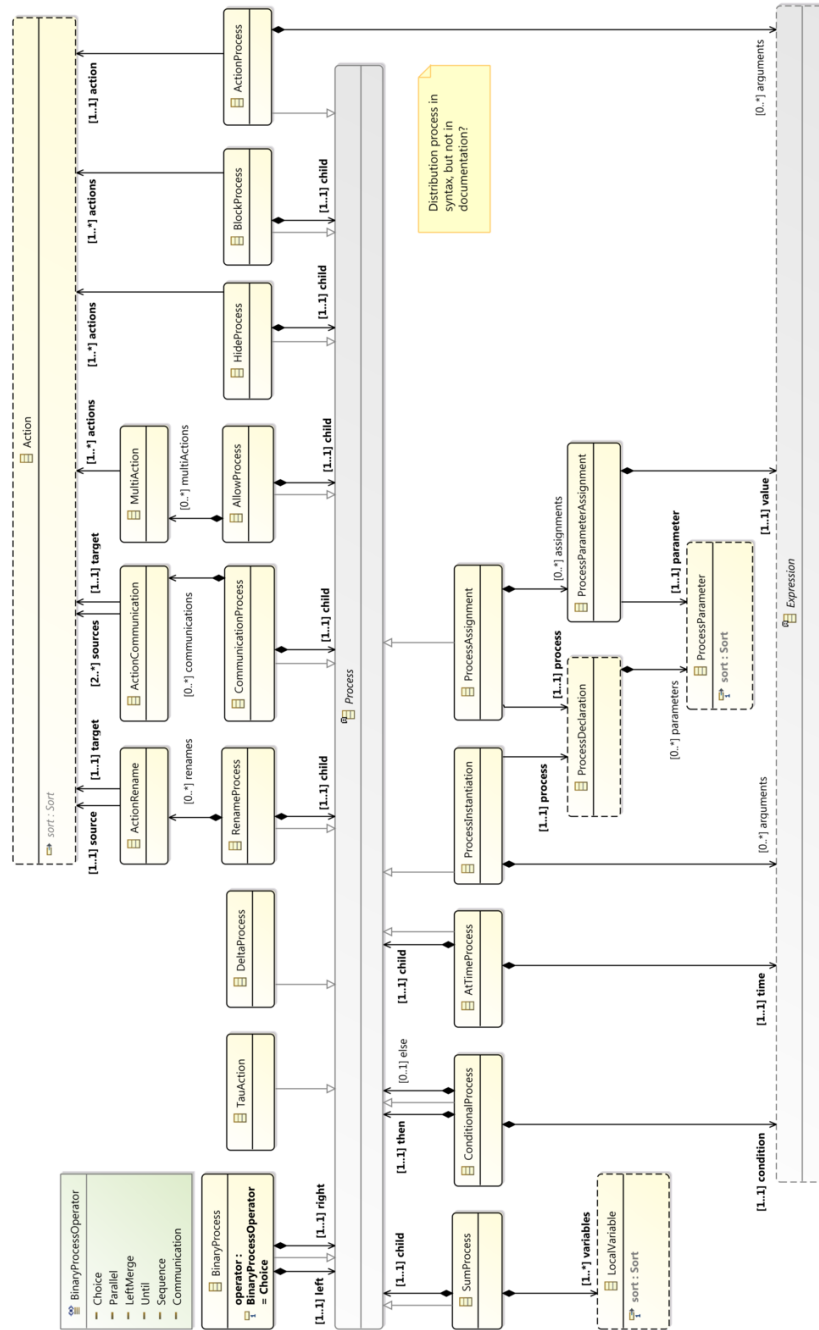 BinaryProcessOperator
Choice
Parallel
LeftMerge
Until
Sequence
Communication
BinaryProcess
operator :
BinaryProcessOperator
= Choice
[1..1] left
[1..1] right
TauAction
DeltaProcess
Action
sort : Sort
[1..1] source
[1..1] target
ActionRename
[0..*] renames
RenameProcess
[1..1] child
[2..*] sources
[1..1] target
ActionCommunication
[0..*] communications
CommunicationProcess
[1..1] child
[1..*] actions
MultiAction
[0..*] multiActions
AllowProcess
[1..1] child
[1..*] actions
HideProcess
[1..1] child
[1..*] actions
BlockProcess
[1..1] child
[1..1] action
ActionProcess
[0..*] arguments
Process
Distribution process in
syntax, but not in
documentation?
[1..1] child
SumProcess
[1..*] variables
LocalVariable
sort : Sort
1
[1..1] then
[0..1] else
ConditionalProcess
[1..1] condition
[1..1] child
AtTimeProcess
[1..1] time
ProcessInstantiation
[1..1] process
[0..*] arguments
ProcessAssignment
[1..1] process
[0..*] assignments
ProcessDeclaration
[0..*] parameters
ProcessParameterAssignment
[1..1] parameter
[1..1] value
ProcessParameter
sort : Sort
1
Expression